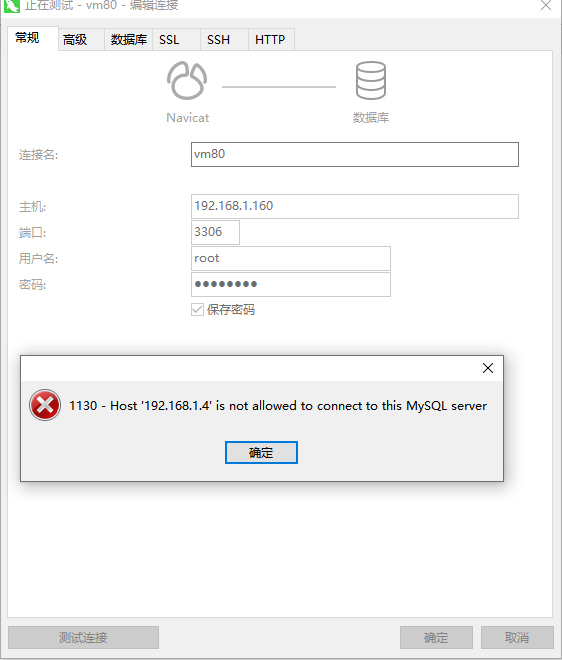 正在测试 - vm80 - 编辑连接
常规 高级 数据库 SSL SSH HTTP
Navicat 数据库
连接名: vm80
主机: 192.168.1.160
端口: 3306
用户名: root
密码: ●●●●●●●●
保存密码
1130 - Host '192.168.1.4' is not allowed to connect to this MySQL server
确定
测试连接 确定 取消